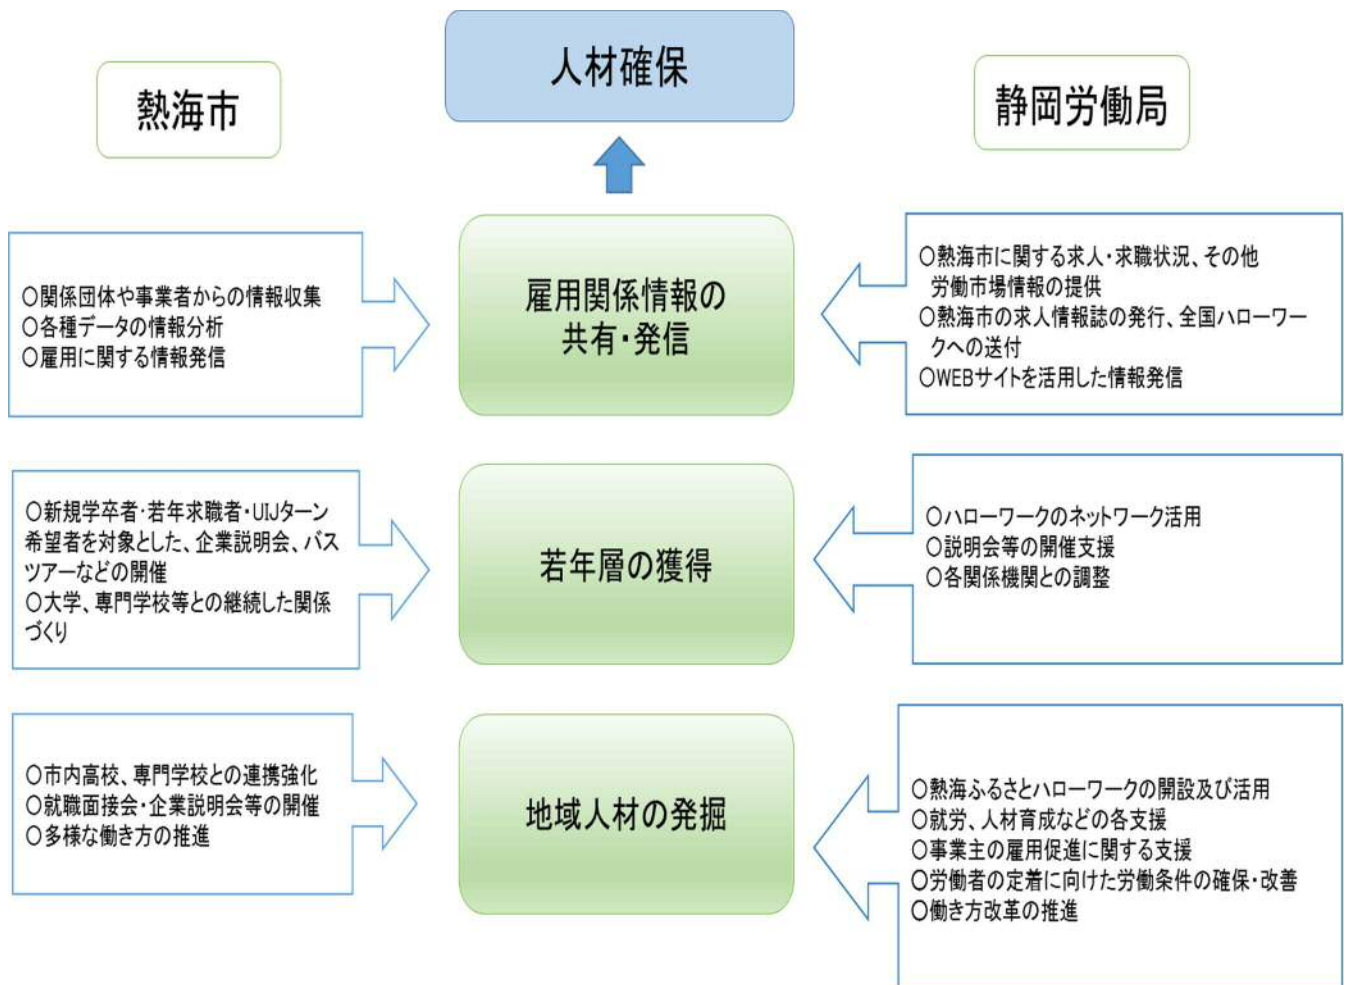 人材確保
熱海市
静岡労働局
○関係団体や事業者からの情報収集
○各種データの情報分析
○雇用に関する情報発信
雇用関係情報の
共有・発信
○熱海市に関する求人・求職状況、その他
労働市場情報の提供
○熱海市の求人情報誌の発行、全国ハローワー
クへの送付
○WEBサイトを活用した情報発信
○新規学卒者・若年求職者・UIJターン
希望者を対象とした、企業説明会、バス
ツアーなどの開催
○大学、専門学校等との継続した関係
づくり
若年層の獲得
○ハローワークのネットワーク活用
○説明会等の開催支援
○各関係機関との調整
○市内高校、専門学校との連携強化
○就職面接会・企業説明会等の開催
○多様な働き方の推進
地域人材の発掘
○熱海ふるさとハローワークの開設及び活用
○就労、人材育成などの各支援
○事業主の雇用促進に関する支援
○労働者の定着に向けた労働条件の確保・改善
○働き方改革の推進